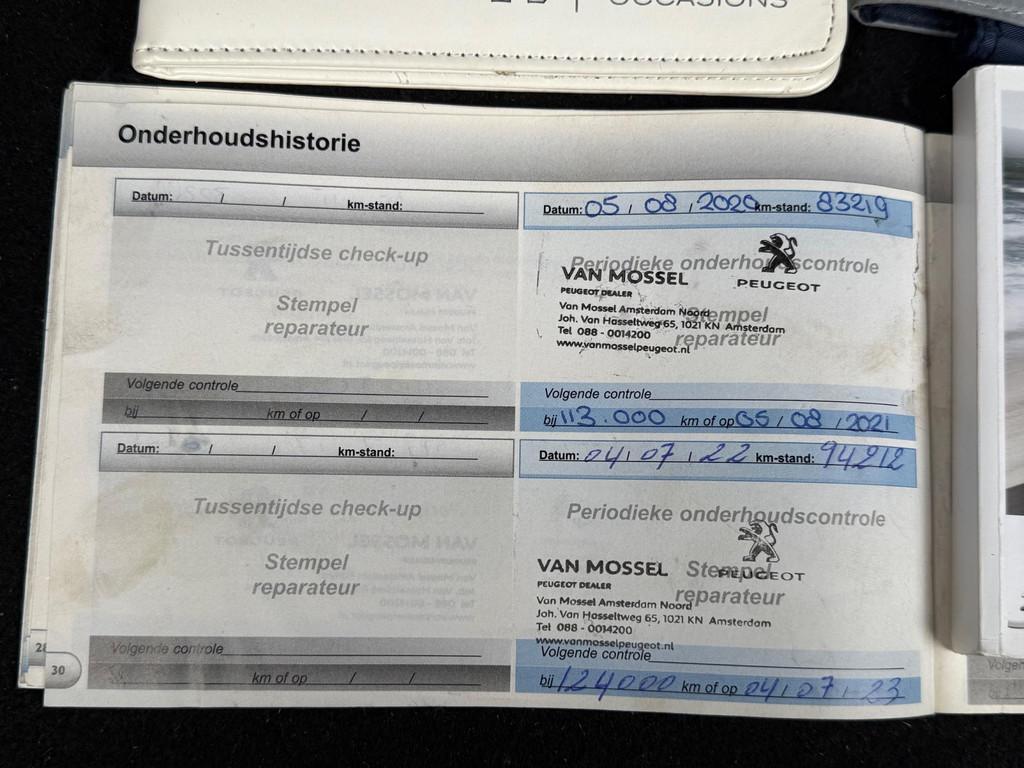 OCCASIONS
Onderhoudshistorie
Datum: / / km-stand:
Tussentijdse check-up
Stempel
reparateur
Volgende controle
bij km of op / /
Datum: 05 / 08 / 2020 km-stand: 83219
Periodieke onderhoudscontrole
VAN MOSSEL
PEUGEOT DEALER
PEUGEOT
Van Mossel Amsterdam Noord
Stempel
Joh. Van Hasseltweg 65, 1021 KN Amsterdam
Tel 088 - 0014200
reparateur
www.vanmosselpeugeot.nl
Volgende controle
bij 113.000 km of op 05 / 08 / 2021
Datum: / / km-stand:
Tussentijdse check-up
Stempel
reparateur
Volgende controle
km of op / /
Datum: 04 / 07 / 22 km-stand: 94212
Periodieke onderhoudscontrole
VAN MOSSEL
Stempel
PEUGEOT
PEUGEOT DEALER
reparateur
Van Mossel Amsterdam Noord
Joh. Van Hasseltweg 65, 1021 KN Amsterdam
Tel 088 - 0014200
www.vanmosselpeugeot.nl
Volgende controle
bij 124000 km of op 04 / 07 / 23
28
30